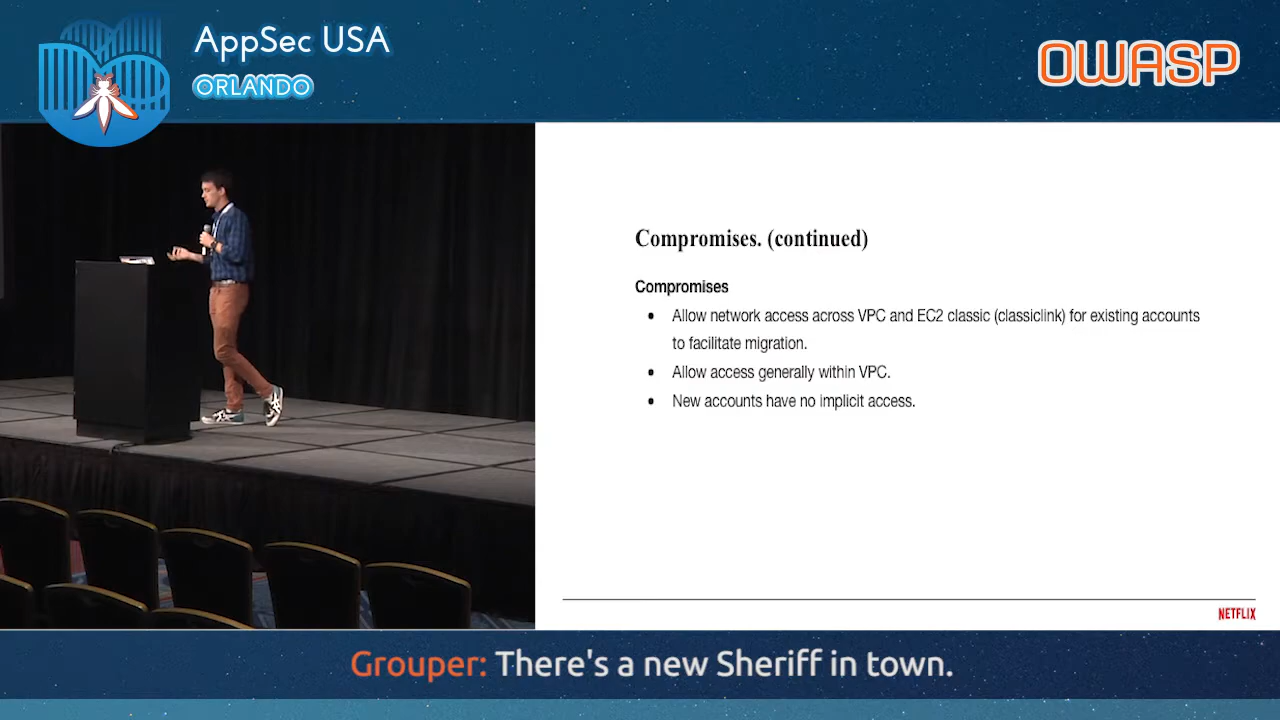 AppSec USA
ORLANDO
OWASP
Compromises. (continued)
Compromises
• Allow network access across VPC and EC2 classic (classiclink) for existing accounts
to facilitate migration.
• Allow access generally within VPC.
• New accounts have no implicit access.
NETFLIX
Grouper: There's a new Sheriff in town.